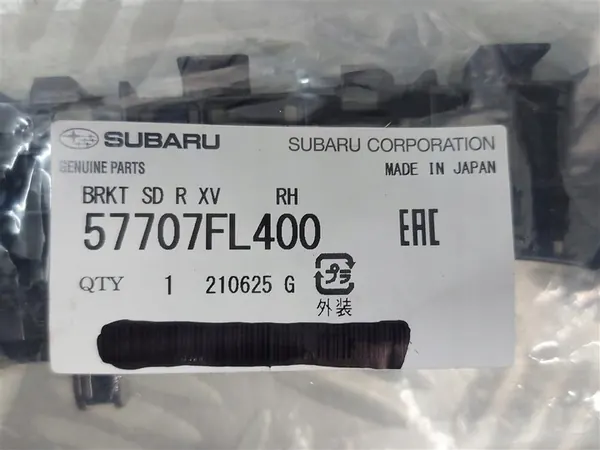 SUBARU SUBARU CORPORATION
GENUINE PARTS MADE IN JAPAN
BRKT SD R XV RH
57707FL400 EAC
QTY 1 210625 G プラ
外装